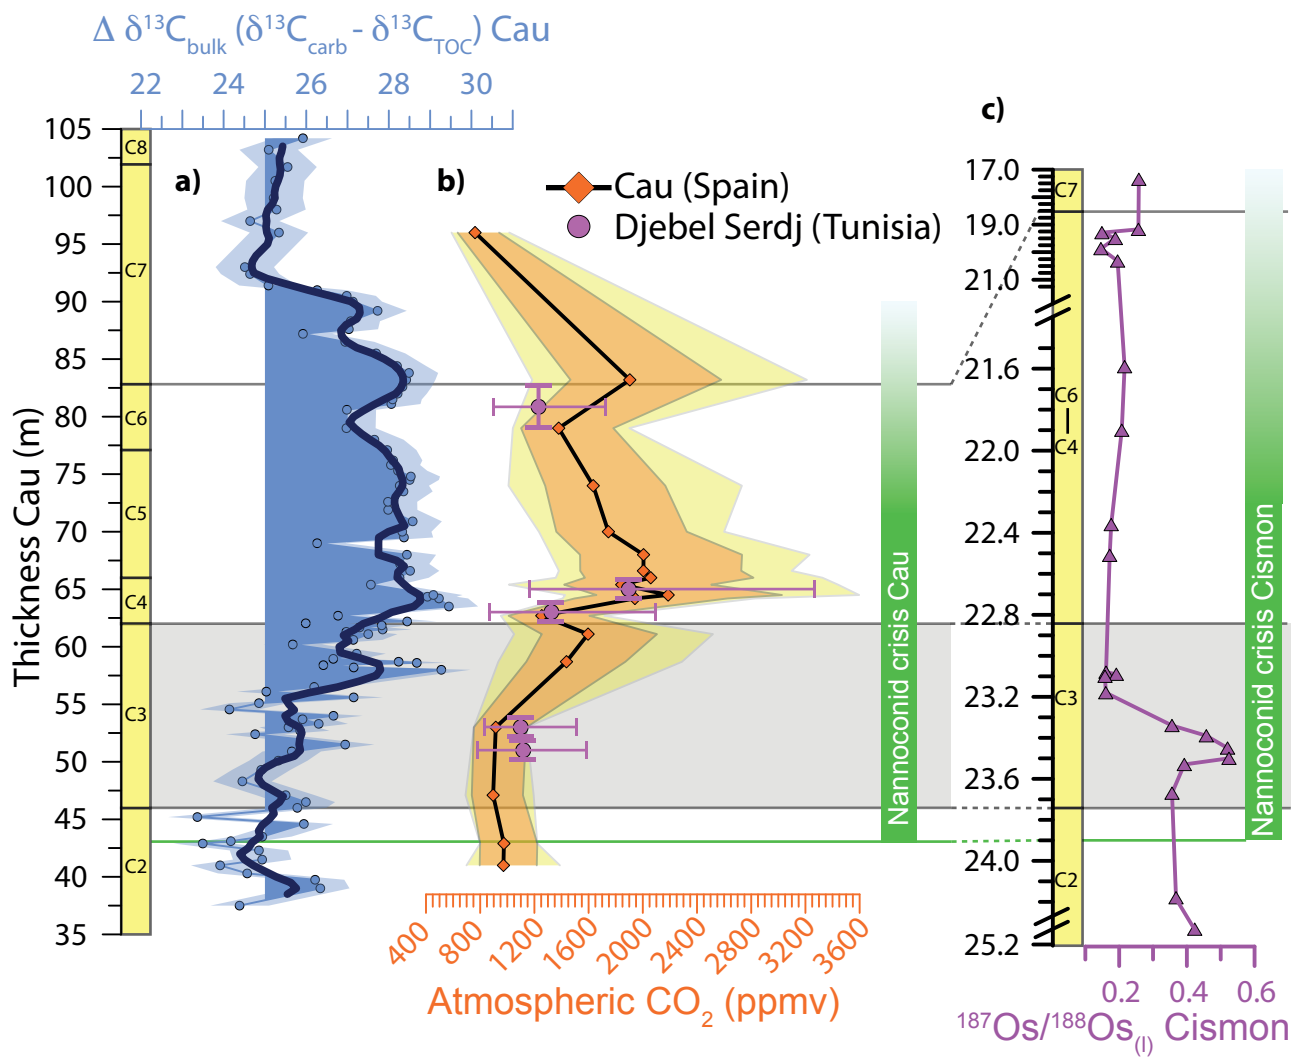 Δ δ¹³C_bulk (δ¹³C_carb - δ¹³C_TOC) Cau
22 24 26 28 30
a)
b)
c)
Cau (Spain)
Djebel Serdj (Tunisia)
Thickness Cau (m)
105
100
95
90
85
80
75
70
65
60
55
50
45
40
35
C8
C7
C6
C5
C4
C3
C2
Nannoconid crisis Cau
400 800 1200 1600 2000 2400 2800 3200 3600
Atmospheric CO₂ (ppmv)
17.0
19.0
21.0
21.6
22.0
22.4
22.8
23.2
23.6
24.0
25.2
C7
C6
C4
C3
C2
Nannoconid crisis Cismon
0.2 0.4 0.6
¹⁸⁷Os/¹⁸⁸Os_(l) Cismon